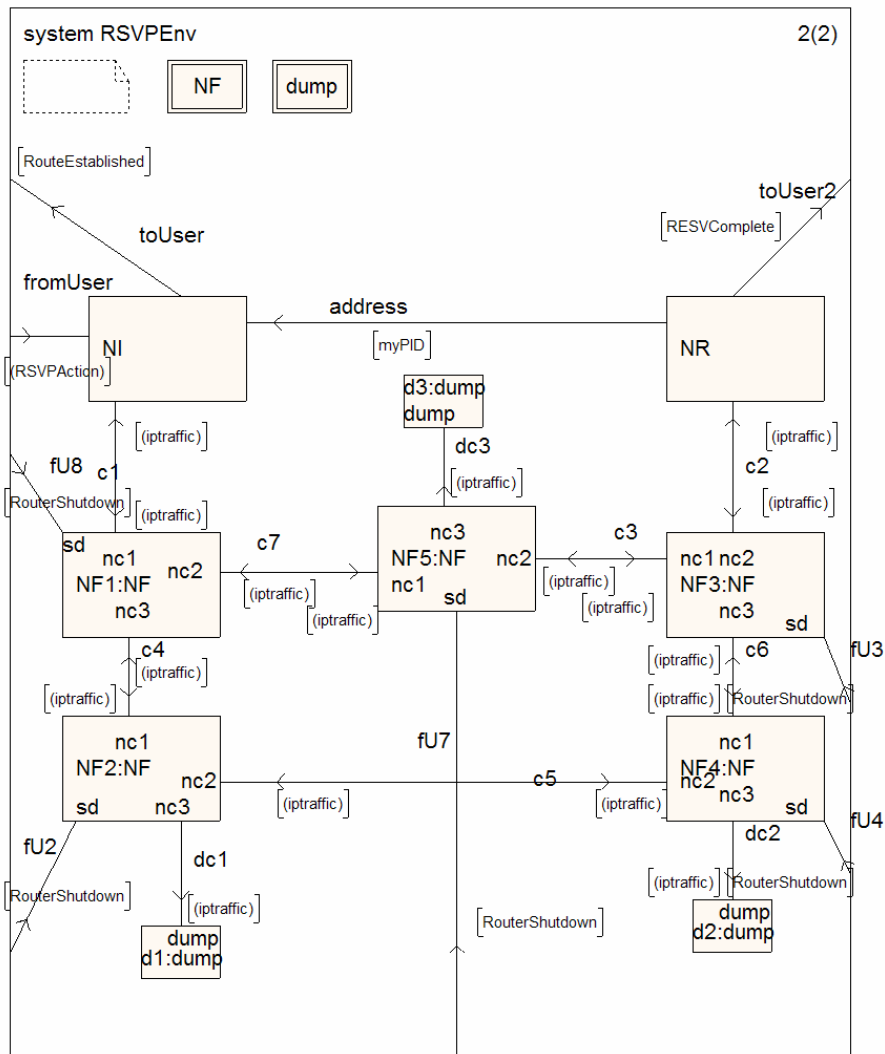 system RSVPEnv
2(2)
NF
dump
[RouteEstablished]
toUser2
toUser
[RESVComplete]
fromUser
address
NI
[myPID]
NR
[(RSVPAction)]
d3:dump
dump
[(iptraffic)]
[(iptraffic)]
fU8
c1
dc3
c2
[(iptraffic)]
[RouterShutdown]
[(iptraffic)]
[(iptraffic)]
sd
nc1
NF1:NF
nc2
nc3
c7
nc3
NF5:NF
nc2
nc1
sd
c3
nc1 nc2
NF3:NF
nc3
sd
[(iptraffic)]
[(iptraffic)]
[(iptraffic)]
[(iptraffic)]
c4
[(iptraffic)]
[(iptraffic)]
c6
fU3
[(iptraffic)]
[(iptraffic)]
[RouterShutdown]
nc1
NF2:NF
nc2
sd
nc3
fU7
nc1
NF4:NF
nc2
nc3
sd
c5
[(iptraffic)]
[(iptraffic)]
fU2
dc1
dc2
fU4
[RouterShutdown]
[(iptraffic)]
[(iptraffic)]
[RouterShutdown]
dump
d1:dump
[RouterShutdown]
dump
d2:dump